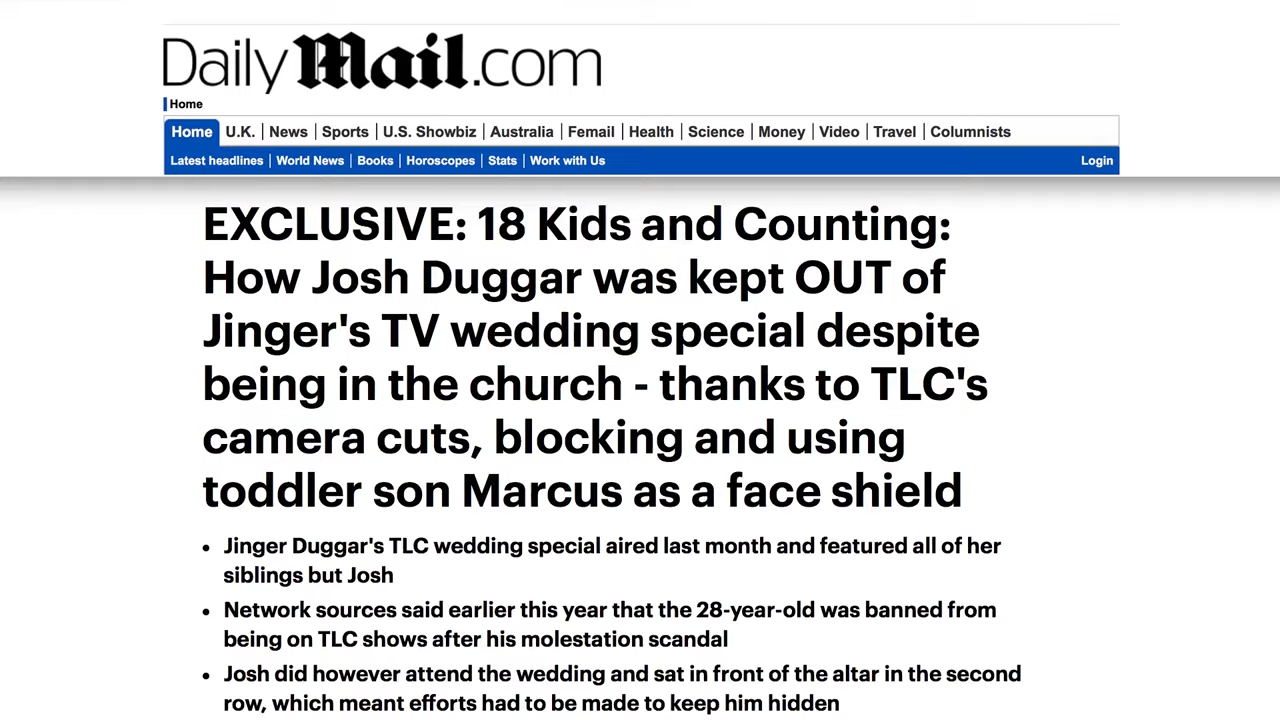 DailyMail.com
Home
Home U.K. News Sports U.S. Showbiz Australia Femail Health Science Money Video Travel Columnists
Latest headlines World News Books Horoscopes Stats Work with Us Login
EXCLUSIVE: 18 Kids and Counting:
How Josh Duggar was kept OUT of
Jinger's TV wedding special despite
being in the church - thanks to TLC's
camera cuts, blocking and using
toddler son Marcus as a face shield
• Jinger Duggar's TLC wedding special aired last month and featured all of her
siblings but Josh
• Network sources said earlier this year that the 28-year-old was banned from
being on TLC shows after his molestation scandal
• Josh did however attend the wedding and sat in front of the altar in the second
row, which meant efforts had to be made to keep him hidden